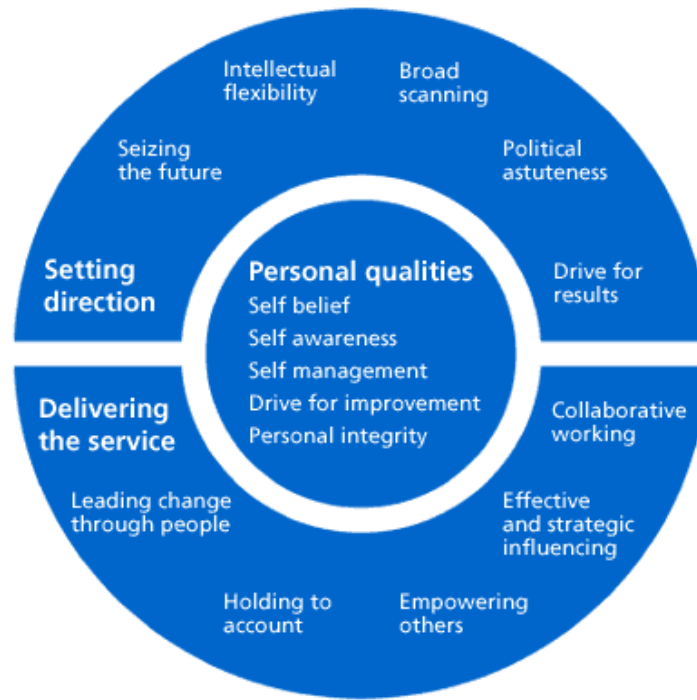 Intellectual
flexibility
Broad
scanning
Seizing
the future
Political
astuteness
Setting
direction
Drive for
results
Personal qualities
Self belief
Self awareness
Self management
Drive for improvement
Personal integrity
Delivering
the service
Collaborative
working
Leading change
through people
Effective
and strategic
influencing
Holding to
account
Empowering
others